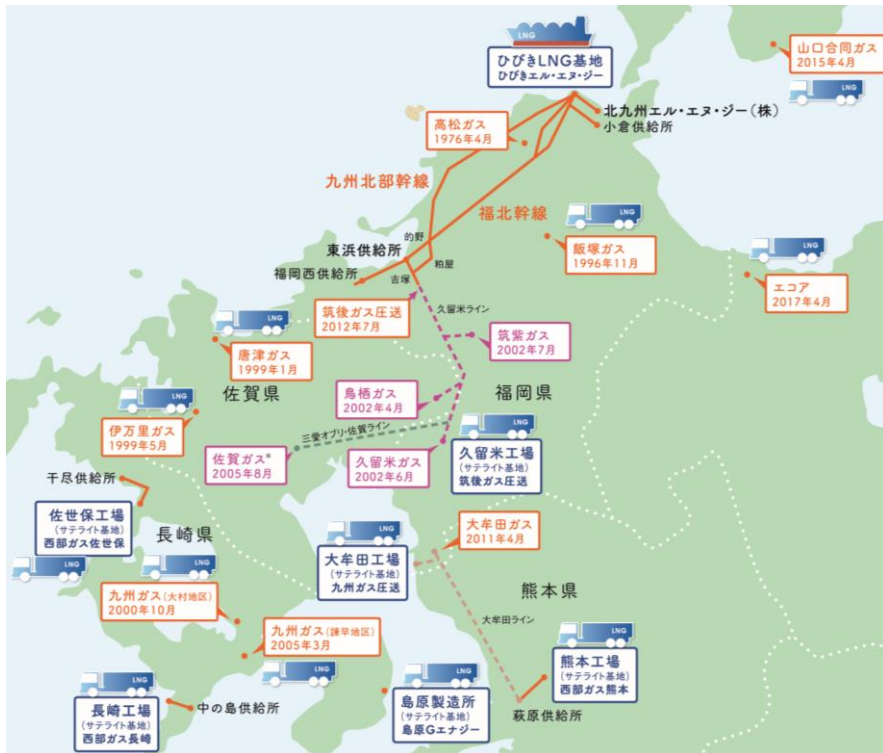 LNG
ひびきLNG基地
ひびきエル・エヌ・ジー
山口合同ガス
2015年4月
LNG
北九州エル・エヌ・ジー(株)
小倉供給所
高松ガス
1976年4月
九州北部幹線
福北幹線
LNG
飯塚ガス
1996年11月
LNG
エコア
2017年4月
的野
東浜供給所
粕屋
福岡西供給所
吉塚
筑後ガス圧送
2012年7月
久留米ライン
筑紫ガス
2002年7月
LNG
唐津ガス
1999年1月
佐賀県
鳥栖ガス
2002年4月
福岡県
LNG
伊万里ガス
1999年5月
三愛オブリ・佐賀ライン
佐賀ガス*
2005年8月
久留米ガス
2002年6月
LNG
久留米工場
(サテライト基地)
筑後ガス圧送
干尽供給所
佐世保工場
(サテライト基地)
西部ガス佐世保
LNG
長崎県
大牟田ガス
2011年4月
LNG
大牟田工場
(サテライト基地)
九州ガス圧送
熊本県
大牟田ライン
LNG
九州ガス(大村地区)
2000年10月
九州ガス(諫早地区)
2005年3月
LNG
LNG
長崎工場
(サテライト基地)
西部ガス長崎
中の島供給所
LNG
島原製造所
(サテライト基地)
島原Gエナジー
LNG
熊本工場
(サテライト基地)
西部ガス熊本
萩原供給所